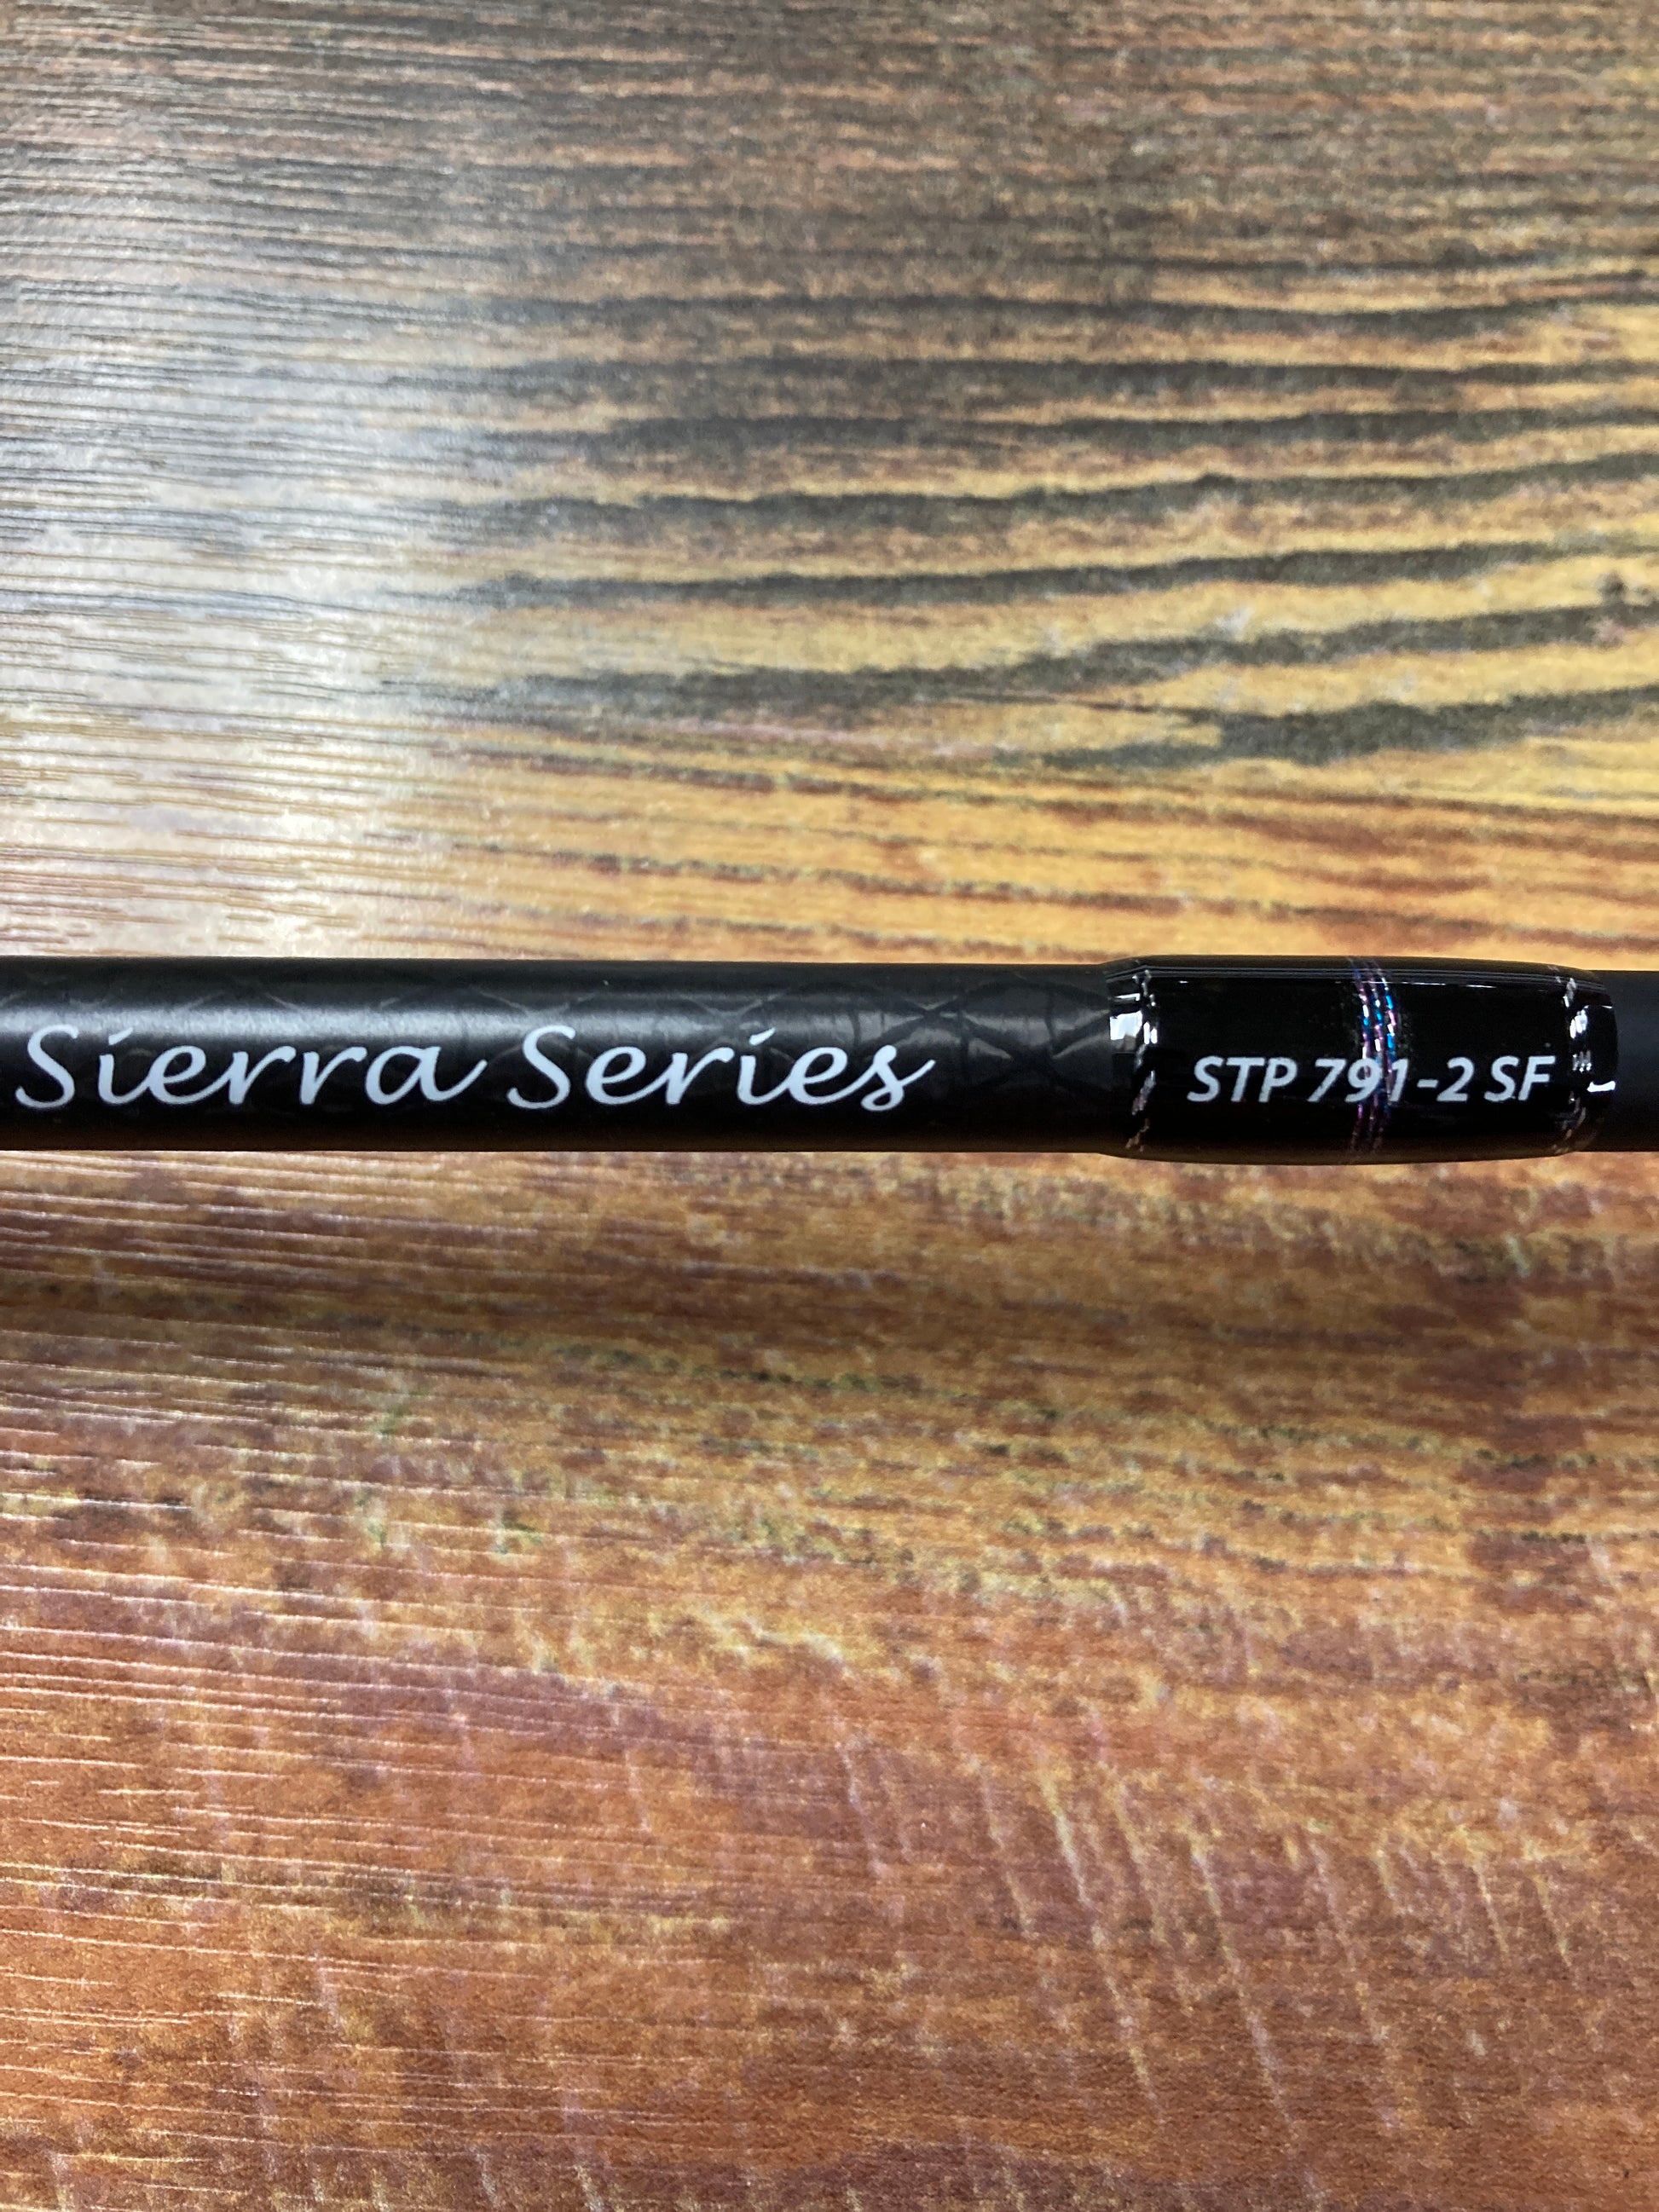 Sierra Series
STP 791-2 SF